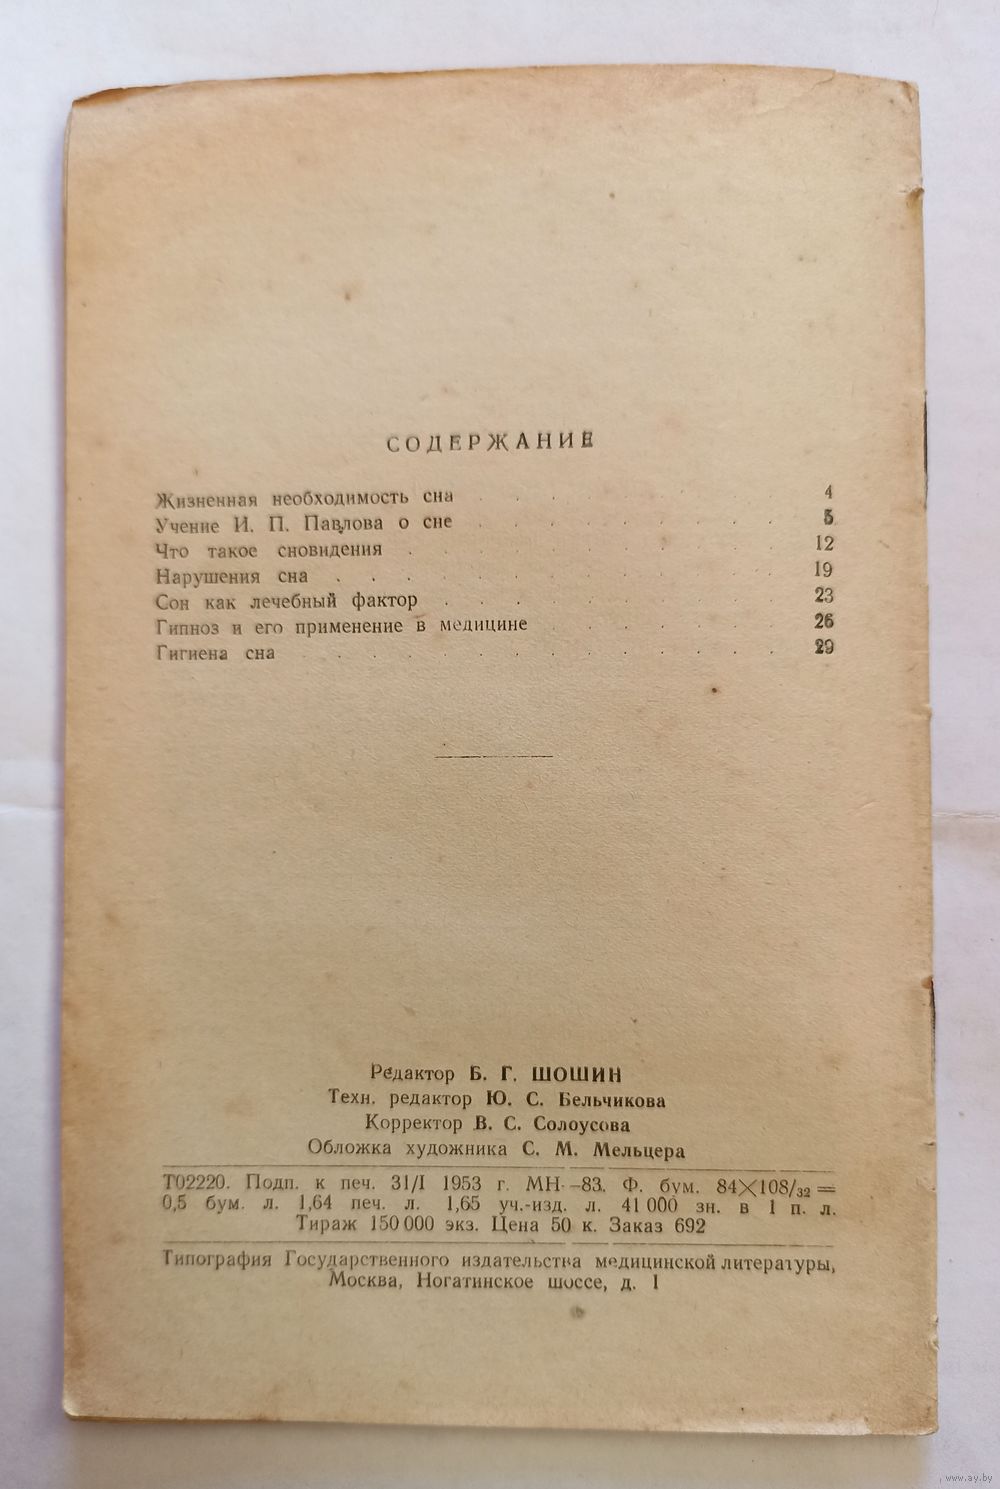 СОДЕРЖАНИЕ
Жизненная необходимость сна . . . . . . . 4
Учение И. П. Павлова о сне . . . . . . . . . 5
Что такое сновидения . . . . . . . . . . 12
Нарушения сна . . . . . . . . . . . . 19
Сон как лечебный фактор . . . . . . . . 23
Гипноз и его применение в медицине . . . . . . 26
Гигиена сна . . . . . . . . . . . . . 29
Редактор Б. Г. ШОШИН
Техн. редактор Ю. С. Бельчикова
Корректор В. С. Солоусова
Обложка художника С. М. Мельцера
Т02220. Подп. к печ. 31/I 1953 г. МН-—83. Ф. бум. 84×108/32 =
0,5 бум. л. 1,64 печ. л. 1,65 уч.-изд. л. 41 000 зн. в 1 п. л.
Тираж 150 000 экз. Цена 50 к. Заказ 692
Типография Государственного издательства медицинской литературы,
Москва, Ногатинское шоссе, д. 1
www.ay.by